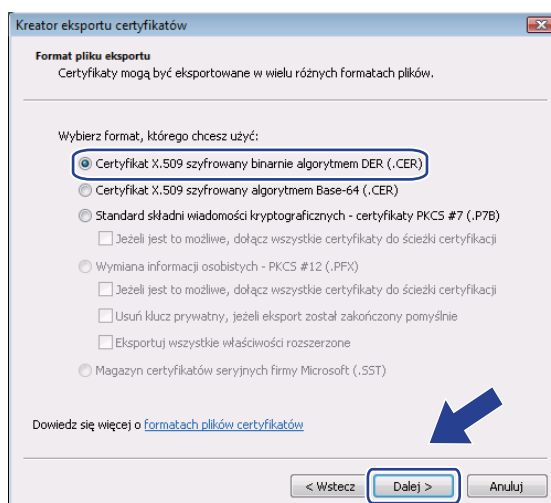 Kreator eksportu certyfikatów
Format pliku eksportu
Certyfikaty mogą być eksportowane w wielu różnych formatach plików.
Wybierz format, którego chcesz użyć:
Certyfikat X.509 szyfrowany binarnie algorytmem DER (.CER)
Certyfikat X.509 szyfrowany algorytmem Base-64 (.CER)
Standard składni wiadomości kryptograficznych - certyfikaty PKCS #7 (.P7B)
Jeżeli jest to możliwe, dołącz wszystkie certyfikaty do ścieżki certyfikacji
Wymiana informacji osobistych - PKCS #12 (.PFX)
Jeżeli jest to możliwe, dołącz wszystkie certyfikaty do ścieżki certyfikacji
Usuń klucz prywatny, jeżeli eksport został zakończony pomyślnie
Eksportuj wszystkie właściwości rozszerzone
Magazyn certyfikatów seryjnych firmy Microsoft (.SST)
Dowiedz się więcej o formatach plików certyfikatów
< Wstecz Dalej > Anuluj